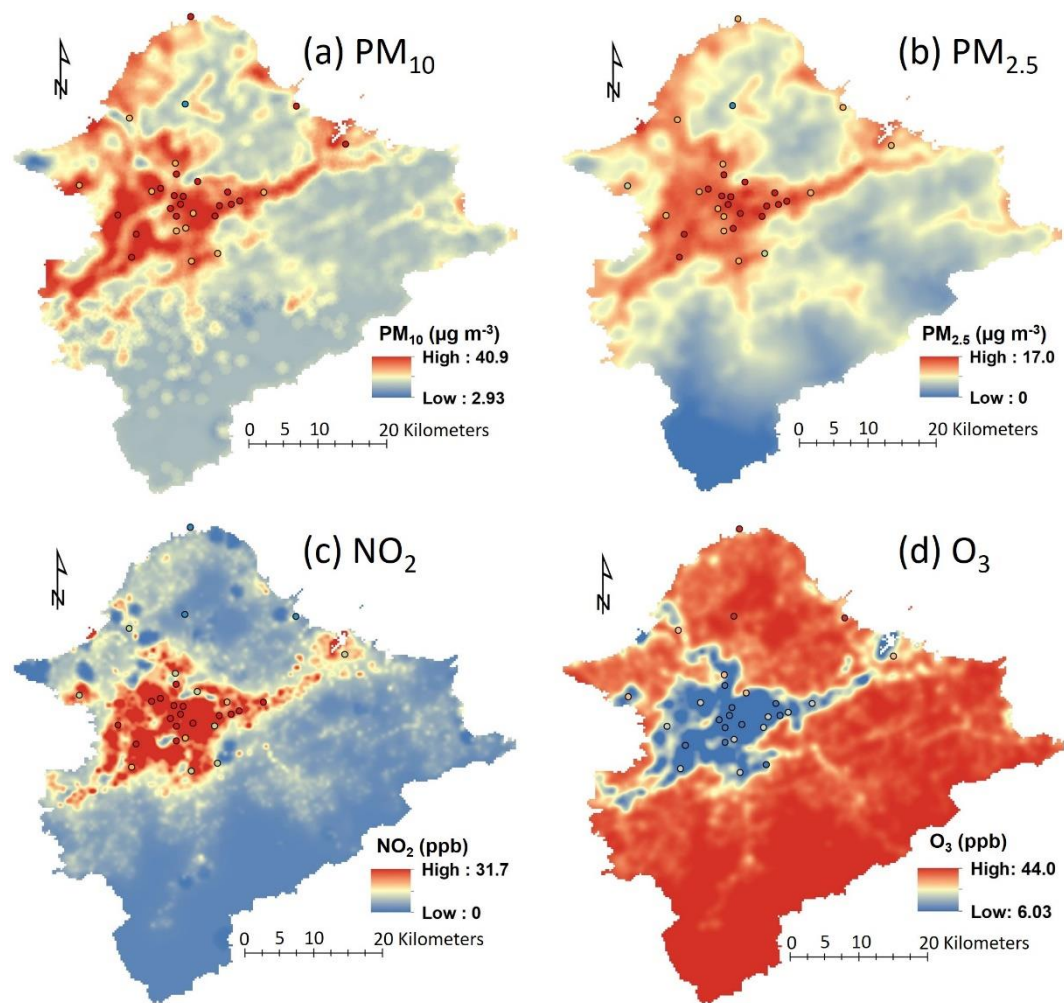 (a) PM₁₀
N
PM₁₀ (µg m⁻³)
High : 40.9
Low : 2.93
0 5 10 20 Kilometers
(b) PM₂.₅
N
PM₂.₅ (µg m⁻³)
High : 17.0
Low : 0
0 5 10 20 Kilometers
(c) NO₂
N
NO₂ (ppb)
High : 31.7
Low : 0
0 5 10 20 Kilometers
(d) O₃
N
O₃ (ppb)
High: 44.0
Low: 6.03
0 5 10 20 Kilometers